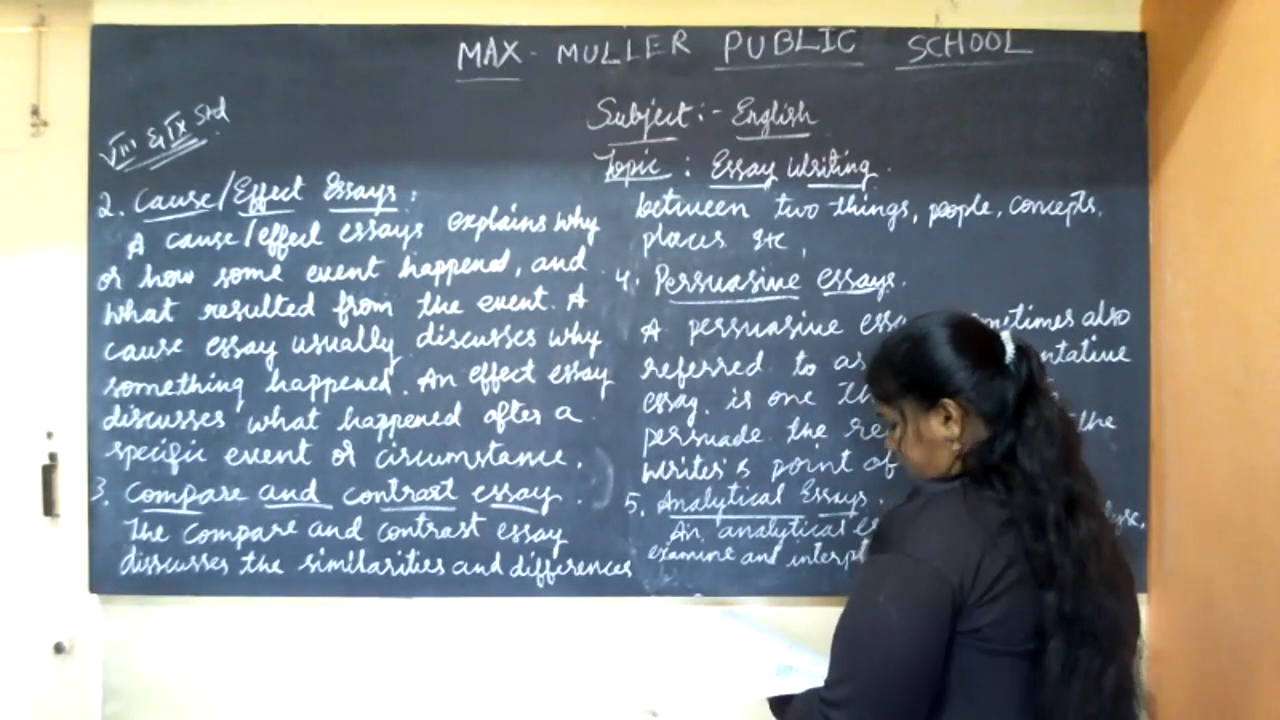 MAX- MULLER PUBLIC SCHOOL
VIII & IX Std
Subject :- English
Topic : Essay Writing.
2. Cause/Effect Essays :
A cause/effect essays explains why
or how some event happened, and
what resulted from the event. A
cause essay usually discusses why
something happened. An effect essay
discusses what happened after a
specific event or circumstance.
3. Compare and contrast essay.
The compare and contrast essay
disscusses the similarities and differences
between two things, people, concepts,
places etc,
4. Persuasive essays.
A persuasive sometimes also
referred to as
essay, is one
persuade the the
writer's point of
5. Analytical Essays.
An analytical
examine and